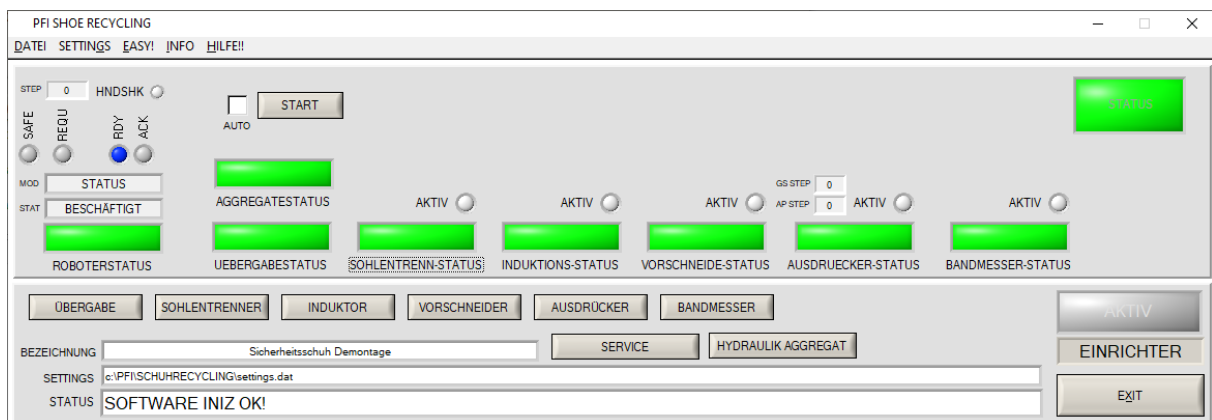 PFI SHOE RECYCLING
DATEI SETTINGS EASY! INFO HILFE!!
STEP 0 HNDSHK
SAFE REQU RDY ACK
AUTO START
STATUS
MOD STATUS
STAT BESCHÄFTIGT
ROBOTERSTATUS
AGGREGATESTATUS
UEBERGABESTATUS
AKTIV
SOHLENTRENN-STATUS
AKTIV
INDUKTIONS-STATUS
AKTIV
VORSCHNEIDE-STATUS
GS STEP 0
AP STEP 0 AKTIV
AUSDRUECKER-STATUS
AKTIV
BANDMESSER-STATUS
ÜBERGABE SOHLENTRENNER INDUKTOR VORSCHNEIDER AUSDRÜCKER BANDMESSER
AKTIV
BEZEICHNUNG Sicherheitsschuh Demontage SERVICE HYDRAULIK AGGREGAT
EINRICHTER
SETTINGS c:\PFI\SCHUHRECYCLING\settings.dat
STATUS SOFTWARE INIZ OK!
EXIT